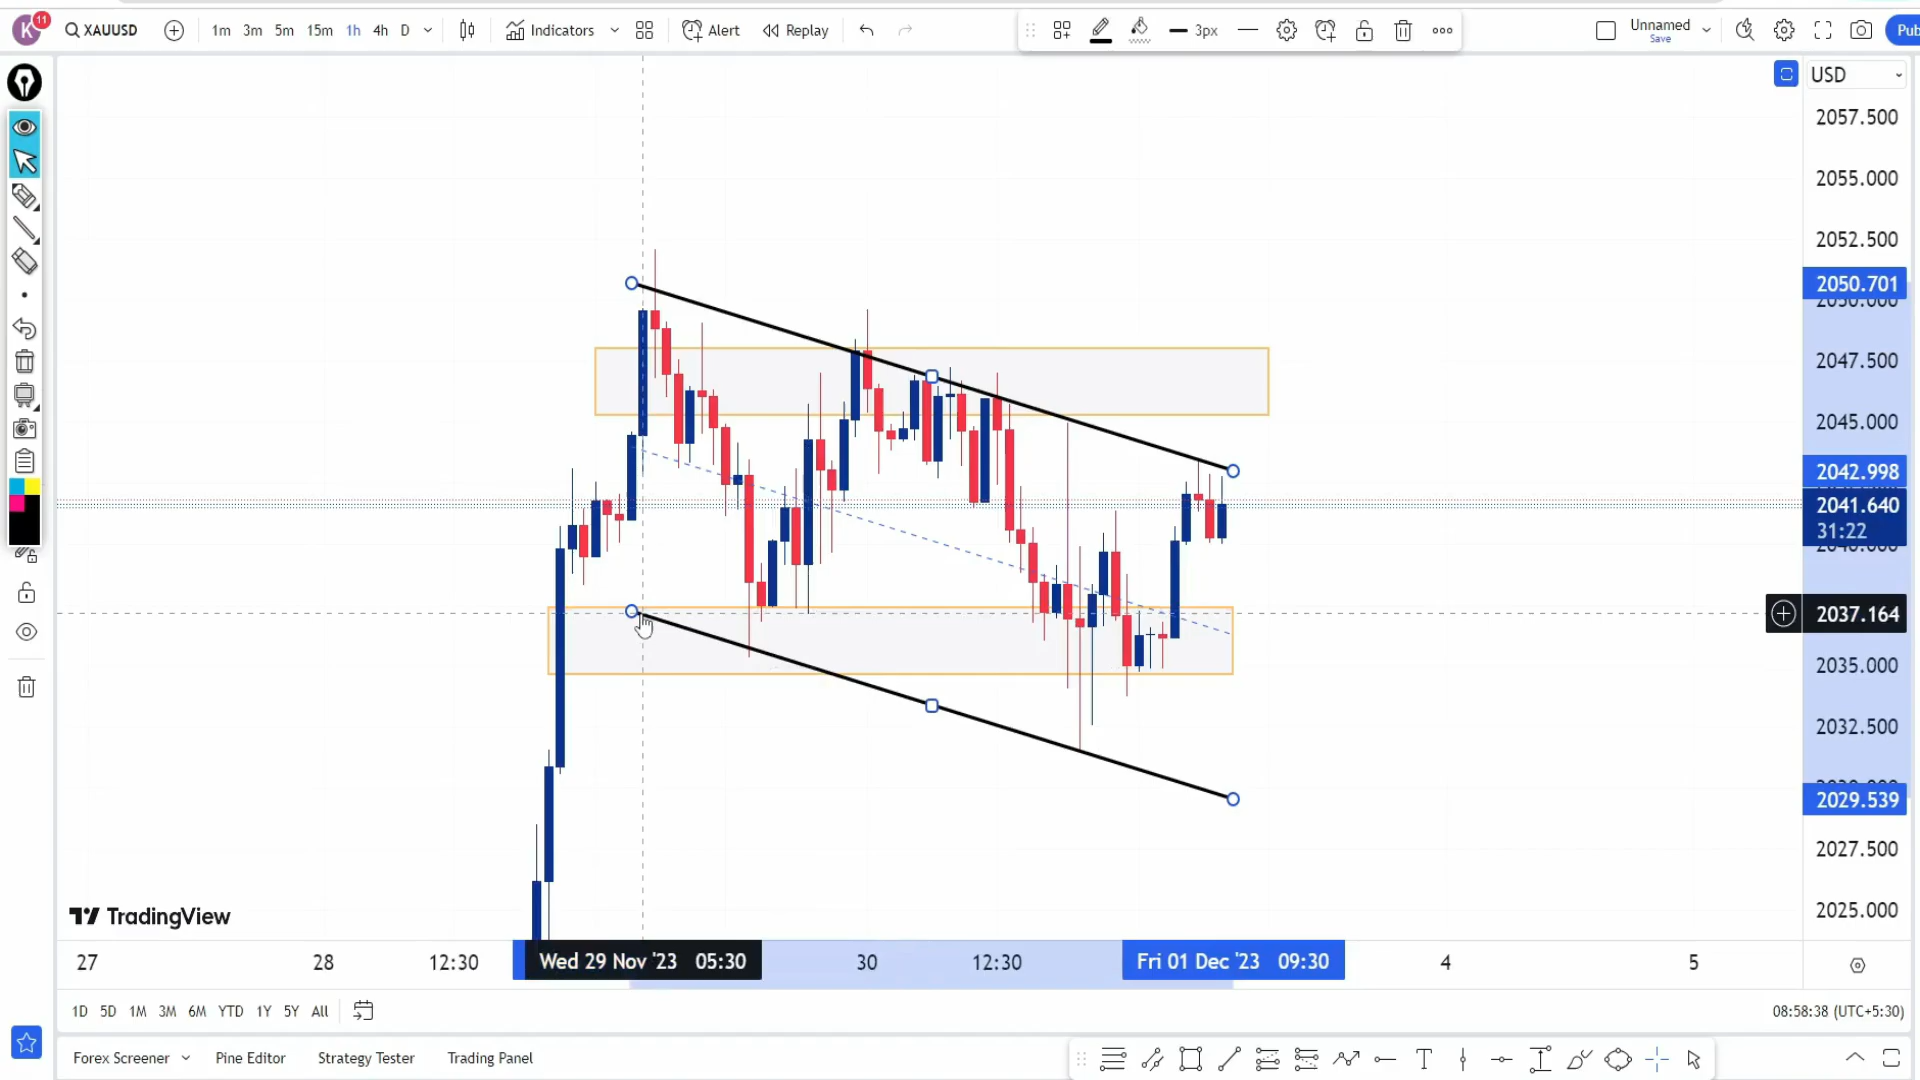 K 11 XAUUSD 1m 3m 5m 15m 1h 4h D Indicators Alert Replay 3px Unnamed Pub
Save
USD
2057.500
2055.000
2052.500
2050.701
2050.000
2047.500
2045.000
2042.998
2041.640
31:22
2037.164
2035.000
2032.500
2029.539
2027.500
2025.000
TradingView
27 28 12:30 Wed 29 Nov '23 05:30 30 12:30 Fri 01 Dec '23 09:30 4 5
1D 5D 1M 3M 6M YTD 1Y 5Y All 08:58:38 (UTC+5:30)
Forex Screener Pine Editor Strategy Tester Trading Panel T